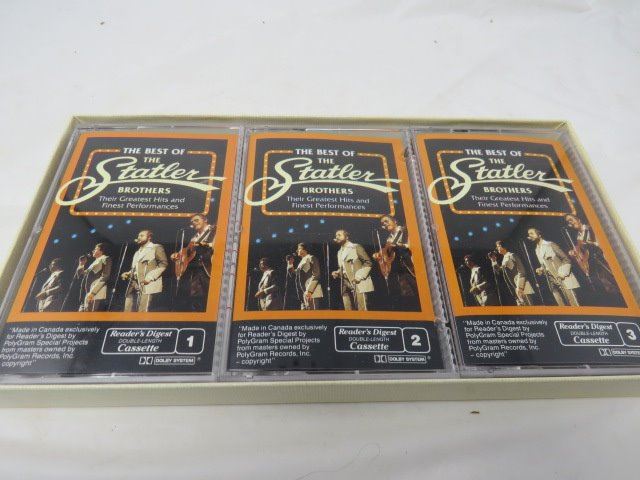 THE BEST OF
THE
Statler
BROTHERS
Their Greatest Hits and
Finest Performances
"Made in Canada exclusively
for Reader's Digest by
PolyGram Special Projects
from masters owned by
PolyGram Records, Inc.
– copyright"
Reader's Digest
DOUBLE-LENGTH
Cassette
1
DOLBY SYSTEM
THE BEST OF
THE
Statler
BROTHERS
Their Greatest Hits and
Finest Performances
"Made in Canada exclusively
for Reader's Digest by
PolyGram Special Projects
from masters owned by
PolyGram Records, Inc.
– copyright"
Reader's Digest
DOUBLE-LENGTH
Cassette
2
DOLBY SYSTEM
THE BEST OF
THE
Statler
BROTHERS
Their Greatest Hits and
Finest Performances
"Made in Canada exclusively
for Reader's Digest by
PolyGram Special Projects
from masters owned by
PolyGram Records, Inc.
– copyright"
Reader's Digest
DOUBLE-LENGTH
Cassette
3
DOLBY SYSTEM